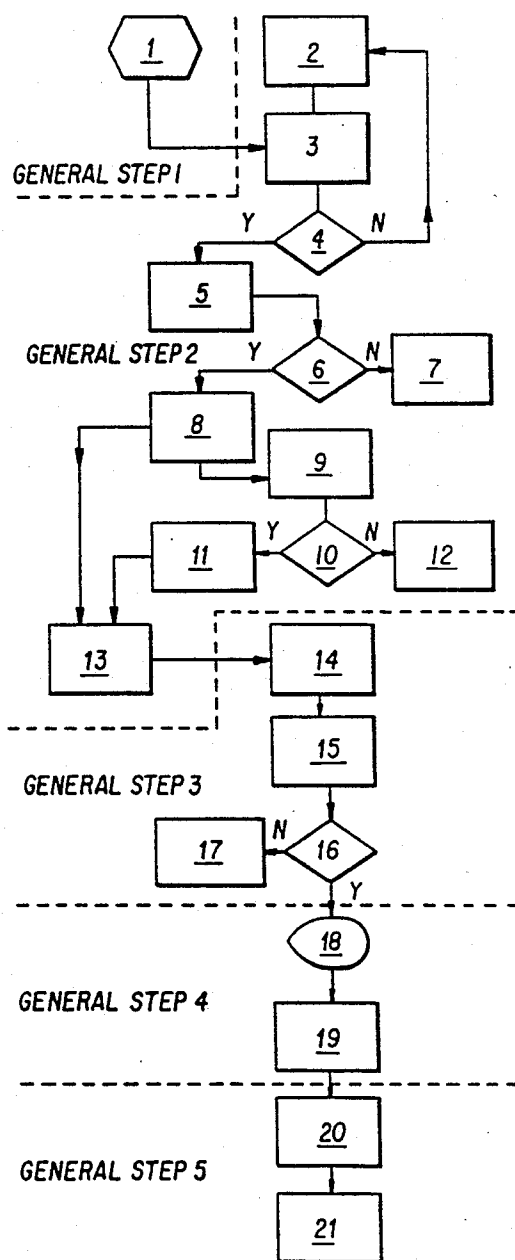 1
2
3
GENERAL STEP 1
Y
N
4
5
GENERAL STEP 2
Y
N
6
7
8
9
Y
N
10
11
12
13
14
15
GENERAL STEP 3
N
16
17
Y
18
GENERAL STEP 4
19
20
GENERAL STEP 5
21